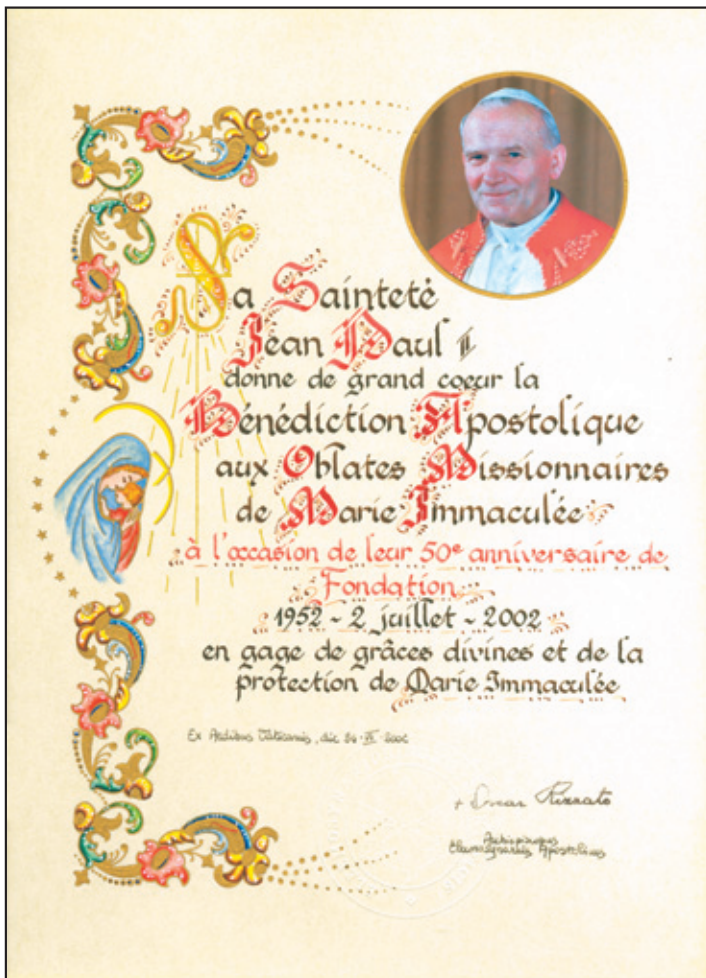 Sa Sainteté
Jean Paul II
donne de grand coeur la
Bénédiction Apostolique
aux Oblates Missionnaires
de Marie Immaculée
à l'occasion de leur 50e anniversaire de
Fondation
1952 - 2 juillet - 2002
en gage de grâces divines et de la
protection de Marie Immaculée
Ex Aedibus Vaticanis, die
+ Oscar Rizzato
Archiepiscopus
Eleemosynarius Apostolicus